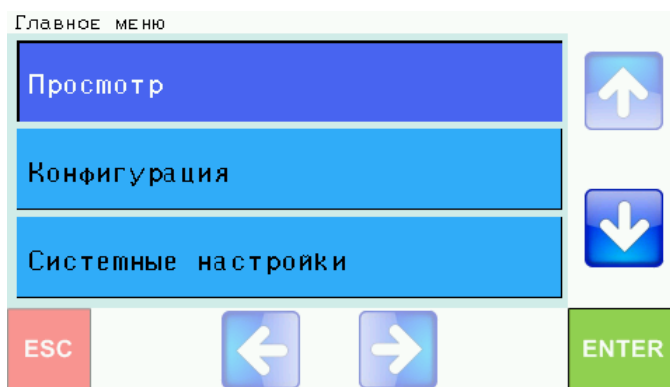 Главное меню
Просмотр
Конфигурация
Системные настройки
ESC
ENTER